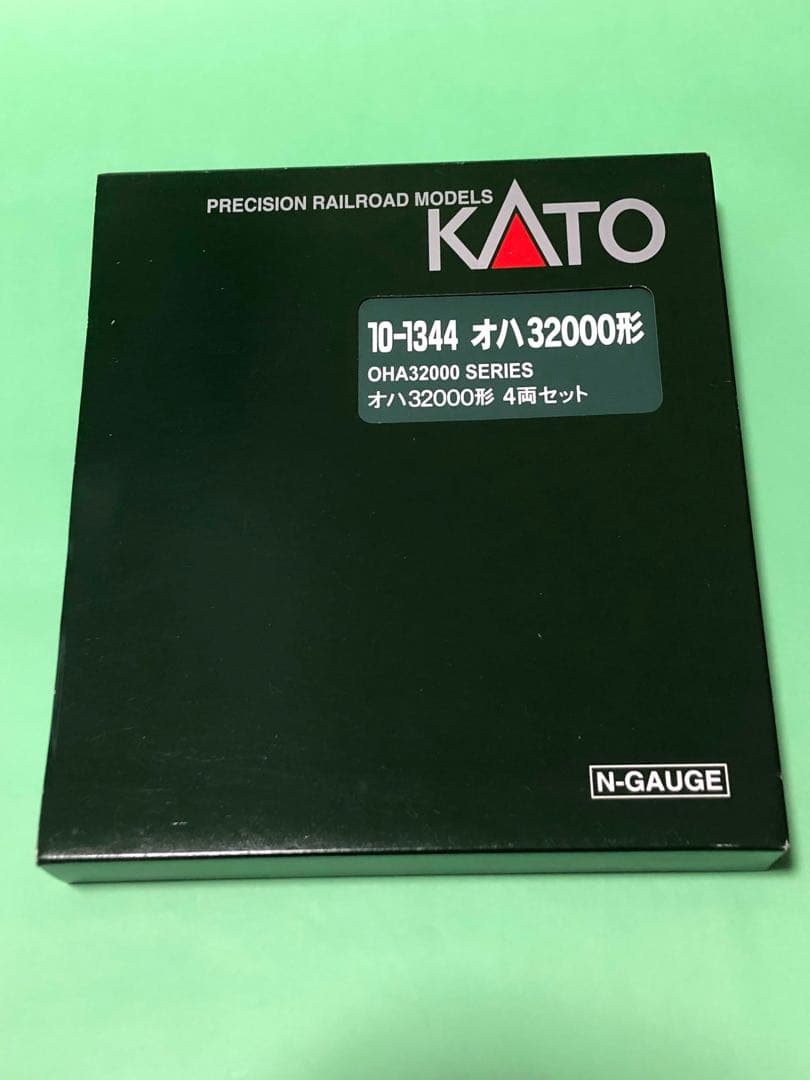 PRECISION RAILROAD MODELS
KATO
10-1344 オハ32000形
OHA32000 SERIES
オハ32000形 4両セット
N-GAUGE